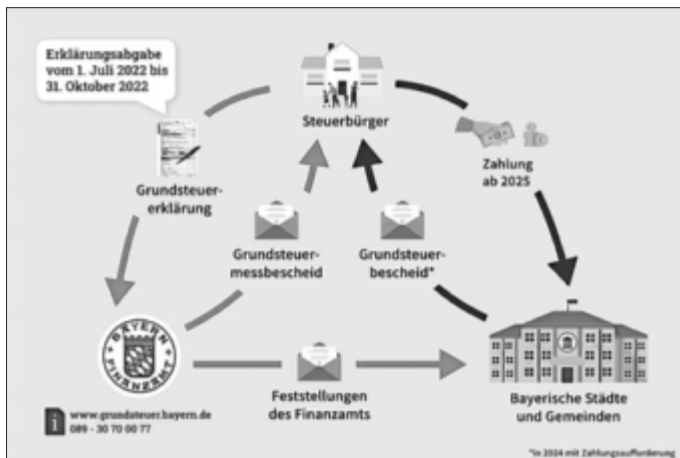 Erklärungsabgabe
vom 1. Juli 2022 bis
31. Oktober 2022
Steuerbürger
Zahlung
ab 2025
Grundsteuer-
erklärung
Grundsteuer-
messbescheid
Grundsteuer-
bescheid*
BAYERN
FINANZAMT
Feststellungen
des Finanzamts
Bayerische Städte
und Gemeinden
i
www.grundsteuer.bayern.de
089 - 30 70 00 77
*in 2024 mit Zahlungsaufforderung